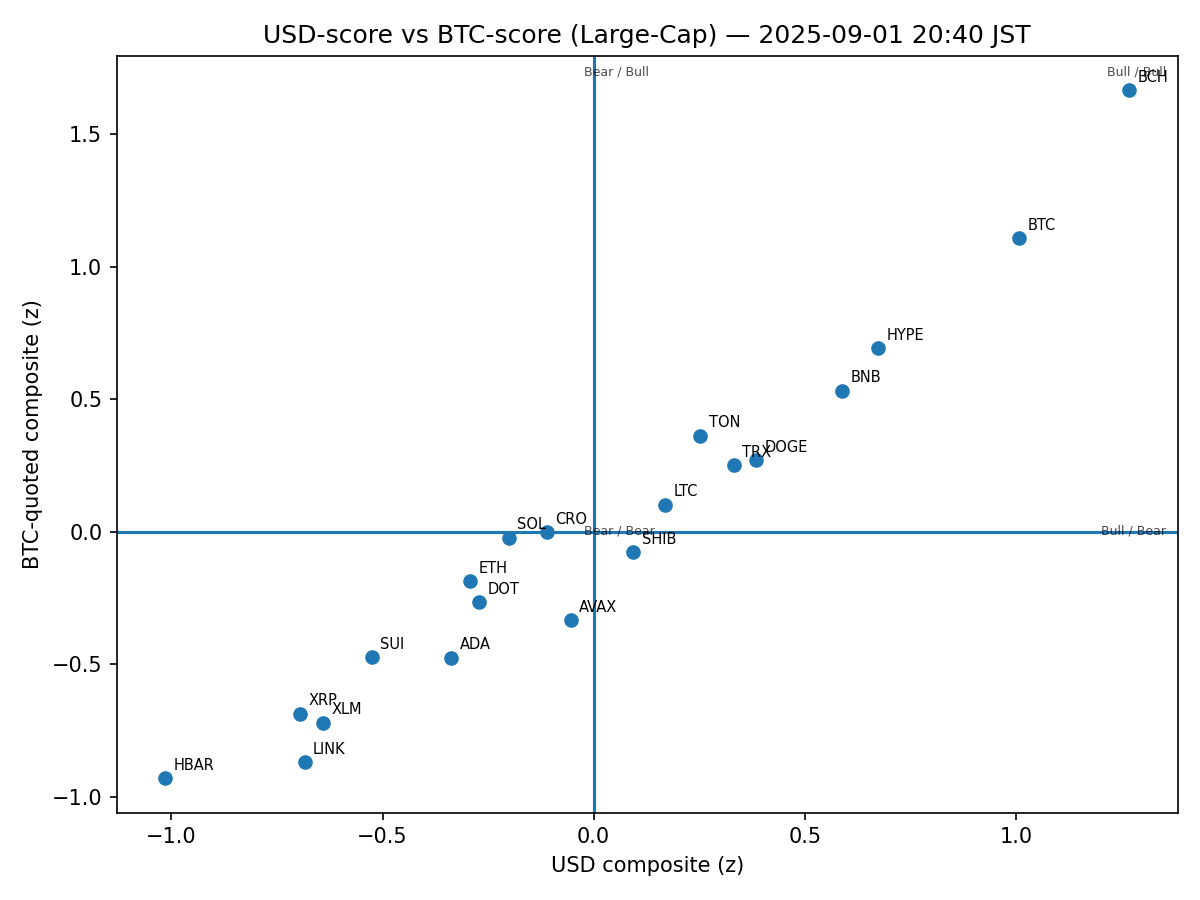 USD-score vs BTC-score (Large-Cap) — 2025-09-01 20:40 JST
Bear / Bull
Bull / Bull
BCH
1.5
BTC
1.0
HYPE
BNB
0.5
TON
DOGE
TRX
LTC
CRO
SOL
0.0
Bear / Bear
Bull / Bear
SHIB
ETH
DOT
AVAX
SUI
ADA
−0.5
XRP
XLM
LINK
HBAR
−1.0
−1.0
−0.5
0.0
0.5
1.0
USD composite (z)
BTC-quoted composite (z)